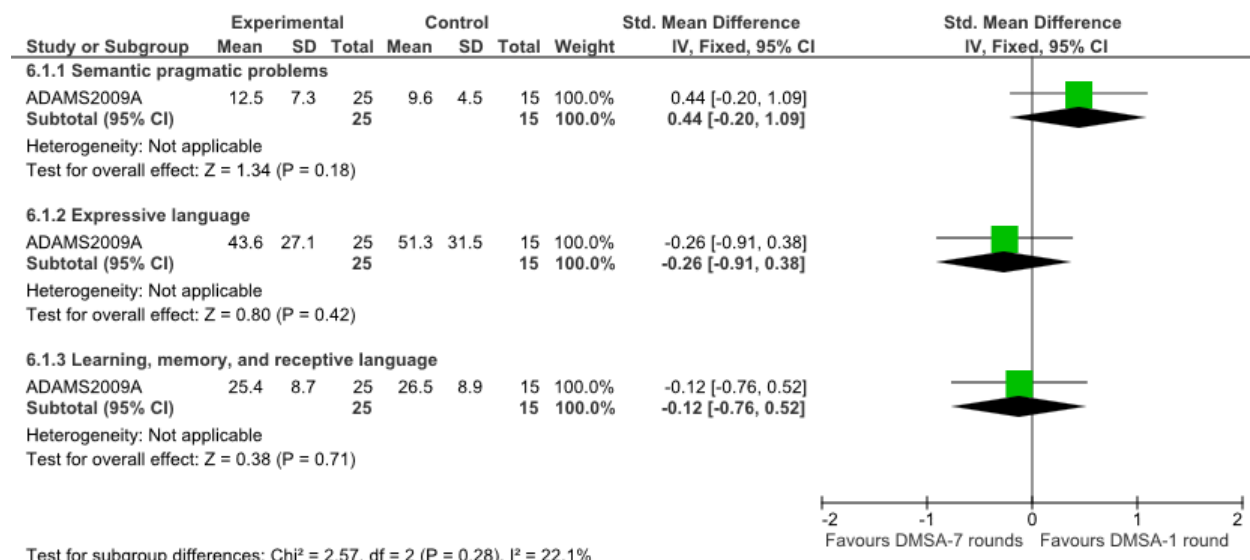 Experimental Control Std. Mean Difference Std. Mean Difference
Study or Subgroup Mean SD Total Mean SD Total Weight IV, Fixed, 95% CI IV, Fixed, 95% CI
6.1.1 Semantic pragmatic problems
ADAMS2009A 12.5 7.3 25 9.6 4.5 15 100.0% 0.44 [-0.20, 1.09]
Subtotal (95% CI) 25 15 100.0% 0.44 [-0.20, 1.09]
Heterogeneity: Not applicable
Test for overall effect: Z = 1.34 (P = 0.18)
6.1.2 Expressive language
ADAMS2009A 43.6 27.1 25 51.3 31.5 15 100.0% -0.26 [-0.91, 0.38]
Subtotal (95% CI) 25 15 100.0% -0.26 [-0.91, 0.38]
Heterogeneity: Not applicable
Test for overall effect: Z = 0.80 (P = 0.42)
6.1.3 Learning, memory, and receptive language
ADAMS2009A 25.4 8.7 25 26.5 8.9 15 100.0% -0.12 [-0.76, 0.52]
Subtotal (95% CI) 25 15 100.0% -0.12 [-0.76, 0.52]
Heterogeneity: Not applicable
Test for overall effect: Z = 0.38 (P = 0.71)
-2 -1 0 1 2
Favours DMSA-7 rounds Favours DMSA-1 round
Test for subgroup differences: Chi² = 2.57, df = 2 (P = 0.28), I² = 22.1%